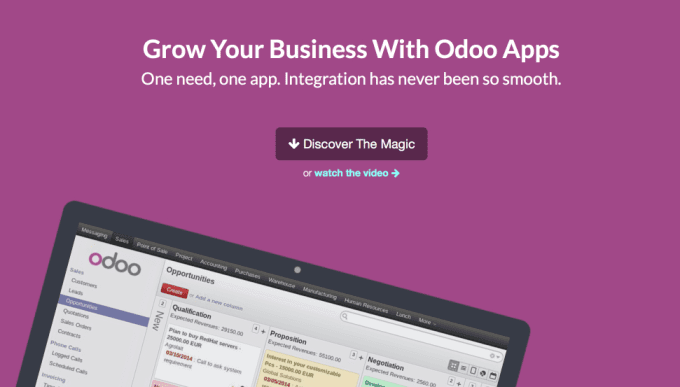 Grow Your Business With Odoo Apps
One need, one app. Integration has never been so smooth.
Discover The Magic
or watch the video
Messaging Sales Point of Sale Project Accounting Purchases Warehouse Manufacturing Human Resources Lunch More
odoo
Sales
Customers
Leads
Opportunities
Quotations
Sales Orders
Contracts
Phone Calls
Logged Calls
Scheduled Calls
Invoicing
Opportunities
Create or Add a new column
2 New
Qualification
Expected Revenues: 29150.00
Plan to buy RedHat servers :
25000.00 EUR
Agrolait
03/10/2014 : Call to ask system
requirement
4 +
Proposition
Expected Revenues: 65100.00
Interest in your customizable
Pcs : 15000.00 EUR
Global Solutions
3 +
Negotiation
Expected Revenues: 2560.00
2 +